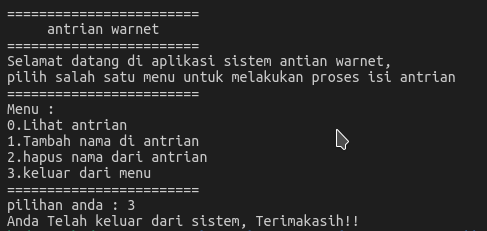 ========================
antrian warnet
========================
Selamat datang di aplikasi sistem antian warnet,
pilih salah satu menu untuk melakukan proses isi antrian
========================
Menu :
0.Lihat antrian
1.Tambah nama di antrian
2.hapus nama dari antrian
3.keluar dari menu
========================
pilihan anda : 3
Anda Telah keluar dari sistem, Terimakasih!!